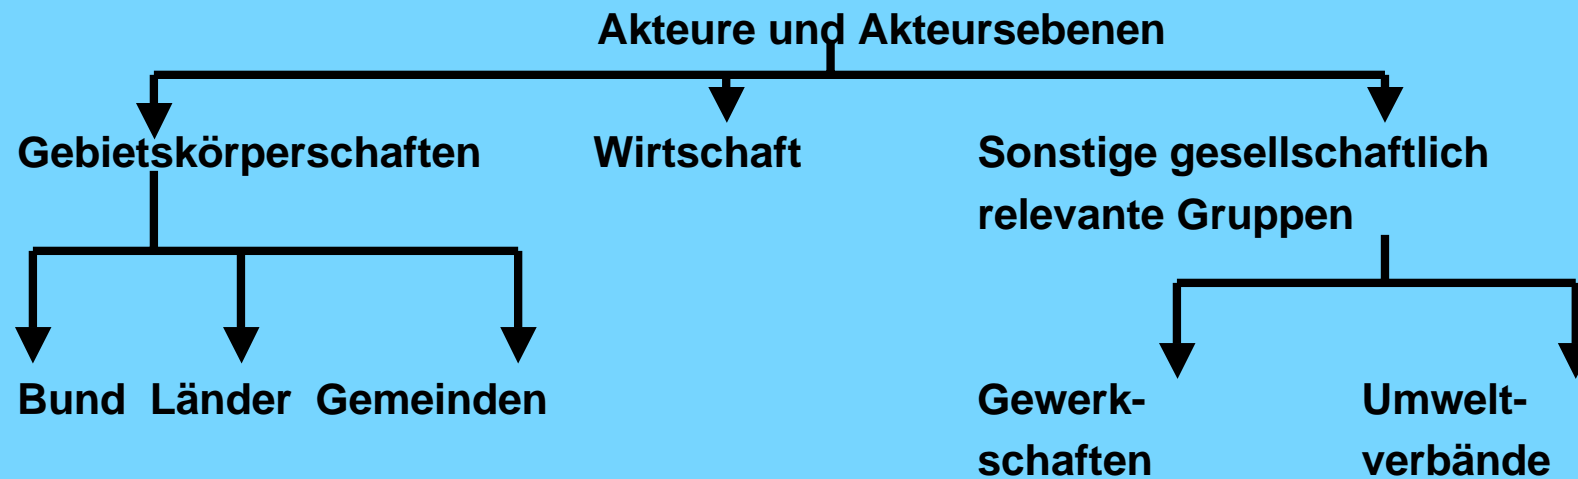 Akteure und Akteursebenen
Gebietskörperschaften
Wirtschaft
Sonstige gesellschaftlich
relevante Gruppen
Bund Länder Gemeinden
Gewerk-
schaften
Umwelt-
verbände